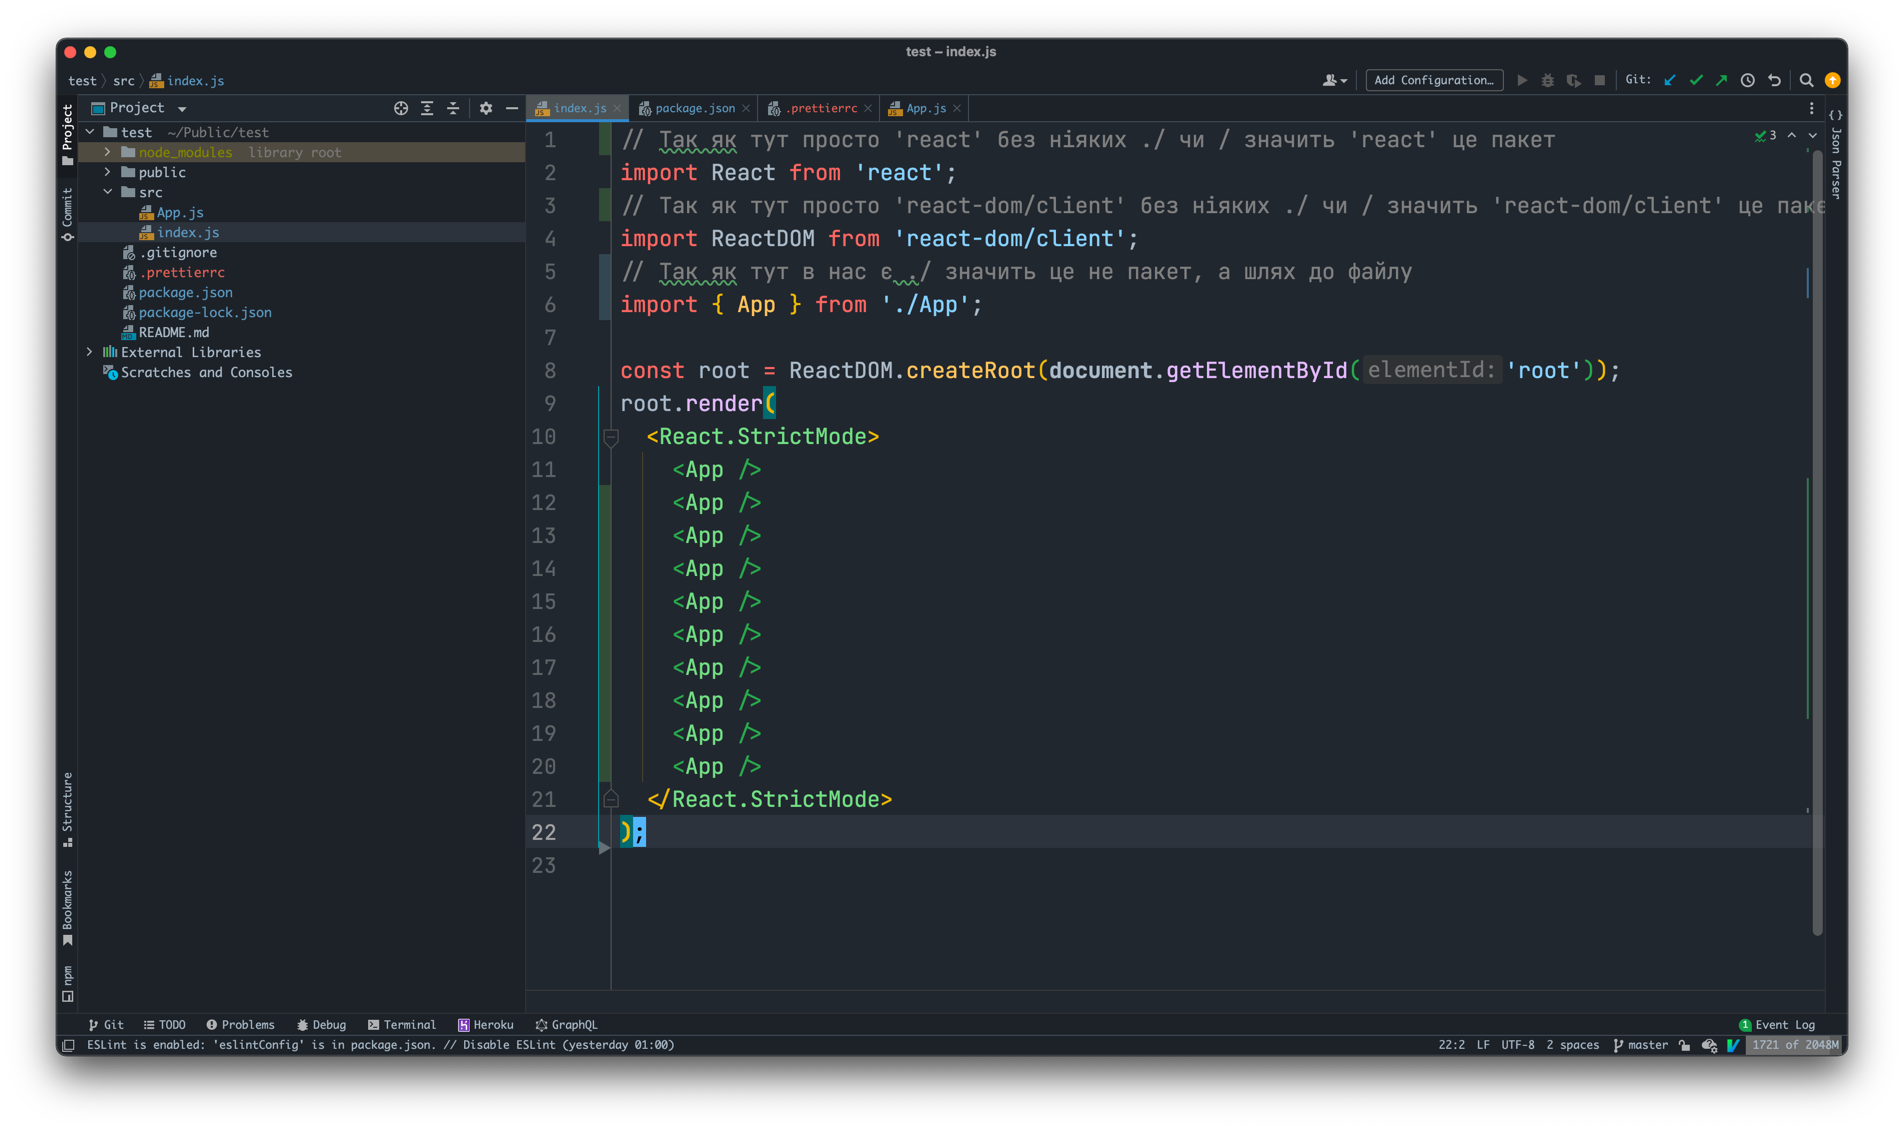 test – index.js
test src index.js
Add Configuration… Git:
Project
index.js package.json .prettierrc App.js
Project
Commit
Structure
Bookmarks
npm
Json Parser
test ~/Public/test
node_modules library root
public
src
App.js
index.js
.gitignore
.prettierrc
package.json
package-lock.json
README.md
External Libraries
Scratches and Consoles
3
1 // Так як тут просто 'react' без ніяких ./ чи / значить 'react' це пакет
2 import React from 'react';
3 // Так як тут просто 'react-dom/client' без ніяких ./ чи / значить 'react-dom/client' це паке
4 import ReactDOM from 'react-dom/client';
5 // Так як тут в нас є ./ значить це не пакет, а шлях до файлу
6 import { App } from './App';
7
8 const root = ReactDOM.createRoot(document.getElementById( elementId: 'root'));
9 root.render(
10 <React.StrictMode>
11 <App />
12 <App />
13 <App />
14 <App />
15 <App />
16 <App />
17 <App />
18 <App />
19 <App />
20 <App />
21 </React.StrictMode>
22 );
23
Git TODO Problems Debug Terminal Heroku GraphQL 1 Event Log
ESLint is enabled: 'eslintConfig' is in package.json. // Disable ESLint (yesterday 01:00) 22:2 LF UTF-8 2 spaces master 1721 of 2048M